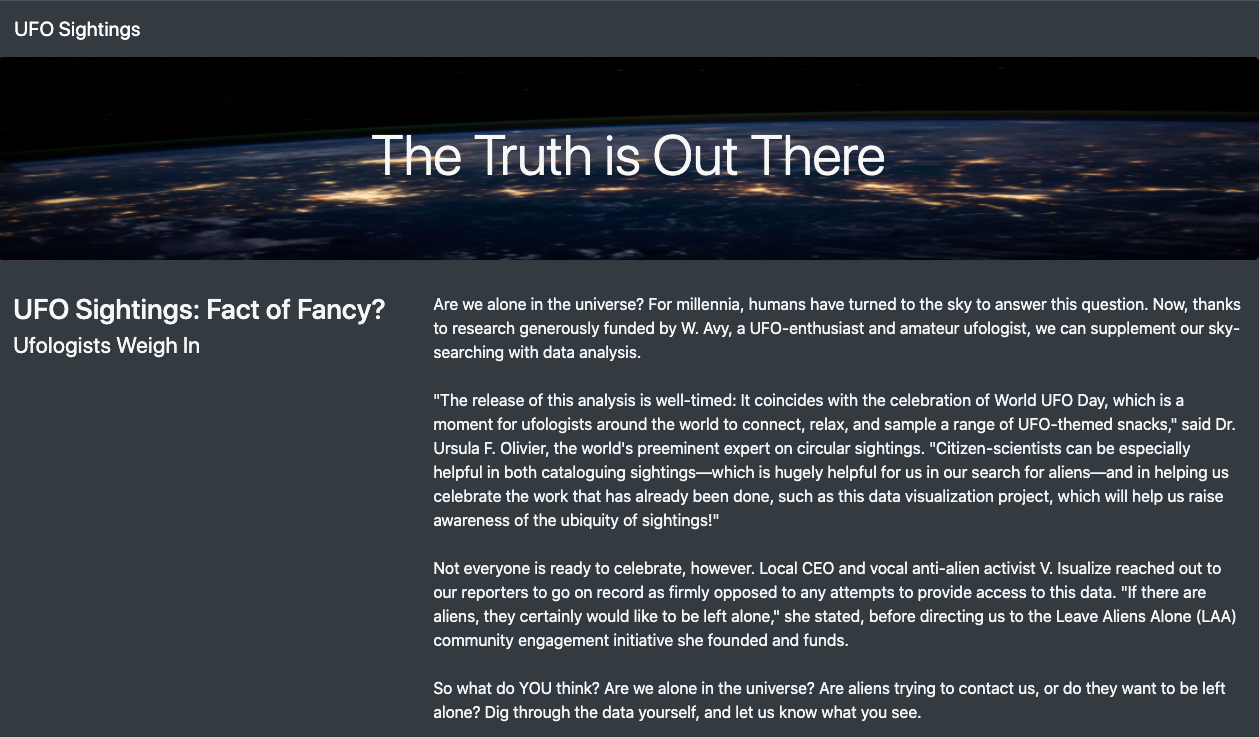 UFO Sightings
The Truth is Out There
UFO Sightings: Fact of Fancy?
Ufologists Weigh In
Are we alone in the universe? For millennia, humans have turned to the sky to answer this question. Now, thanks
to research generously funded by W. Avy, a UFO-enthusiast and amateur ufologist, we can supplement our sky-
searching with data analysis.
"The release of this analysis is well-timed: It coincides with the celebration of World UFO Day, which is a
moment for ufologists around the world to connect, relax, and sample a range of UFO-themed snacks," said Dr.
Ursula F. Olivier, the world's preeminent expert on circular sightings. "Citizen-scientists can be especially
helpful in both cataloguing sightings—which is hugely helpful for us in our search for aliens—and in helping us
celebrate the work that has already been done, such as this data visualization project, which will help us raise
awareness of the ubiquity of sightings!"
Not everyone is ready to celebrate, however. Local CEO and vocal anti-alien activist V. Isualize reached out to
our reporters to go on record as firmly opposed to any attempts to provide access to this data. "If there are
aliens, they certainly would like to be left alone," she stated, before directing us to the Leave Aliens Alone (LAA)
community engagement initiative she founded and funds.
So what do YOU think? Are we alone in the universe? Are aliens trying to contact us, or do they want to be left
alone? Dig through the data yourself, and let us know what you see.